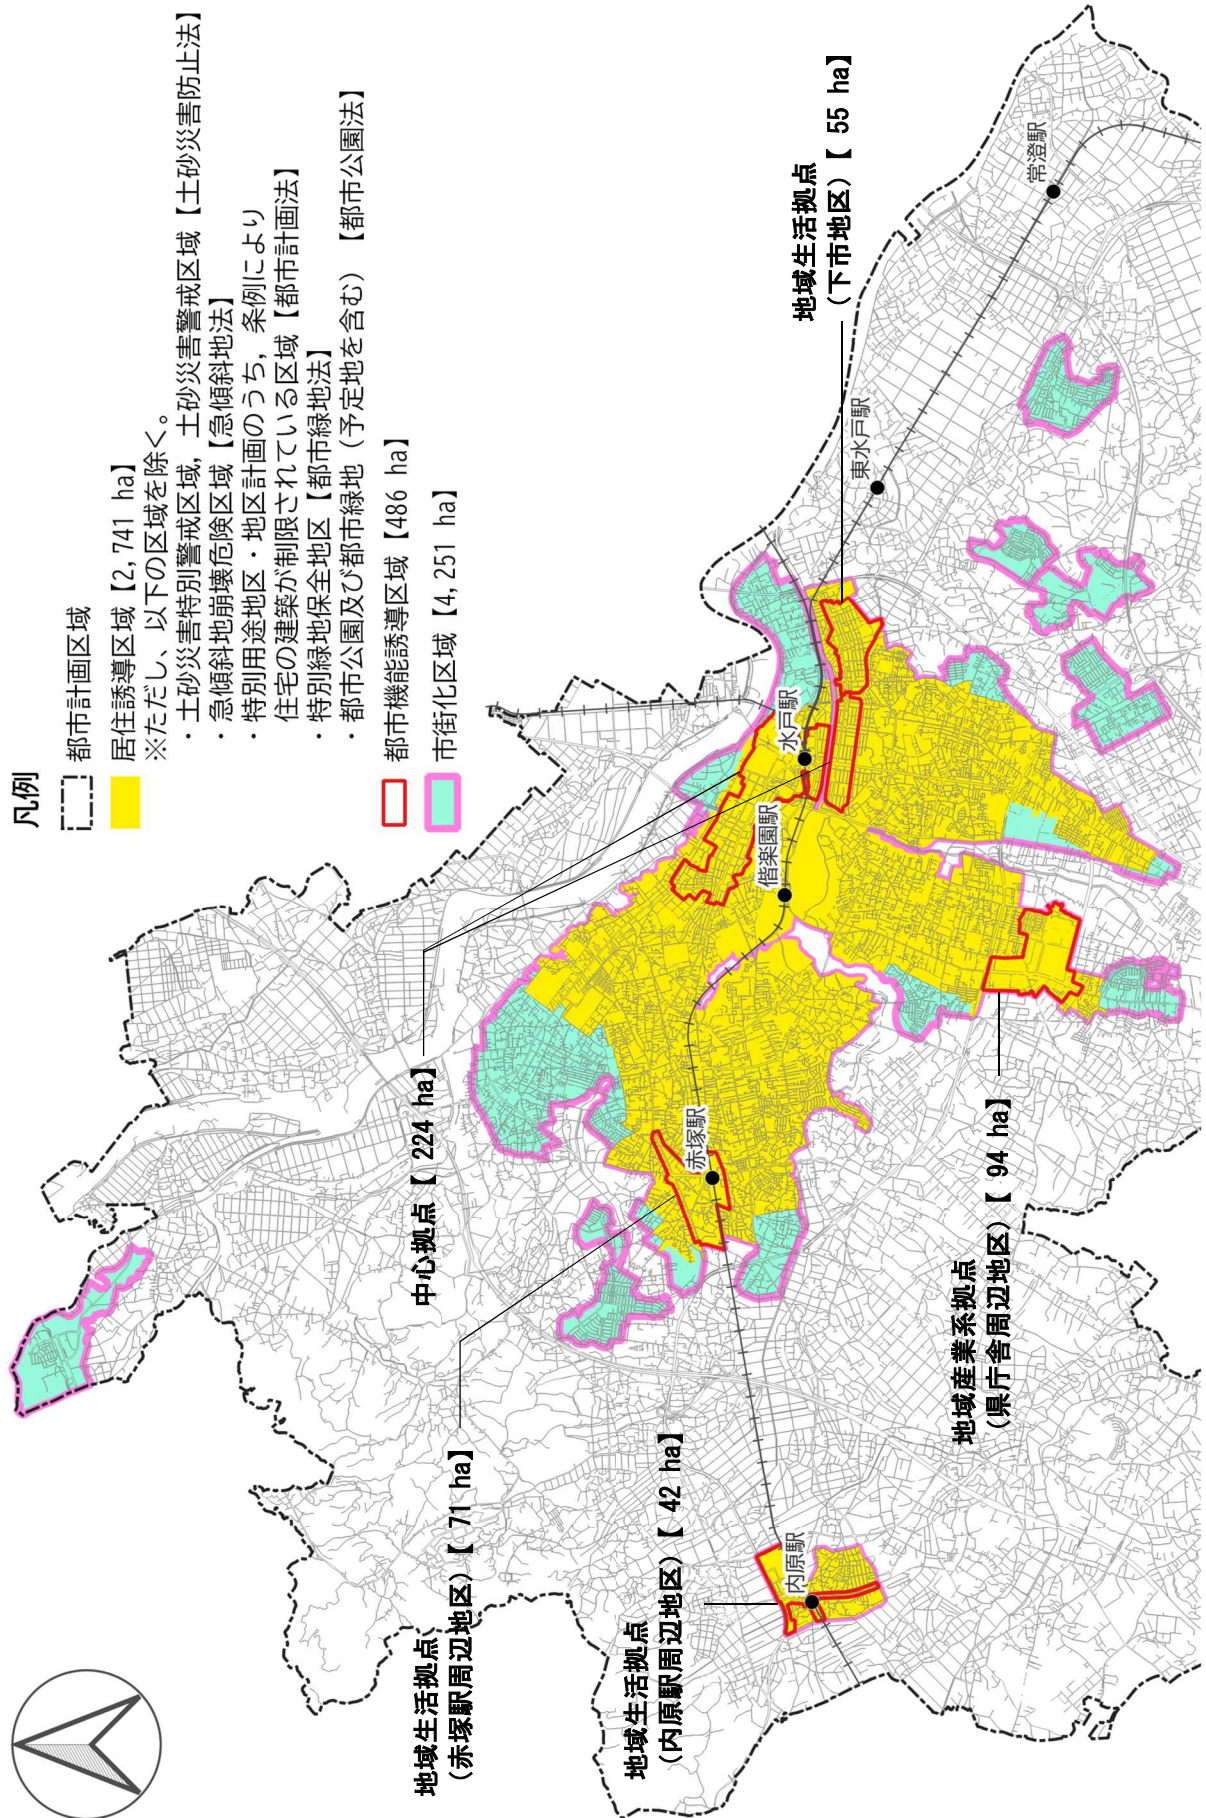 凡例
都市計画区域
居住誘導区域【2,741 ha】
※ただし、以下の区域を除く。
・土砂災害特別警戒区域，土砂災害警戒区域【土砂災害防止法】
・急傾斜地崩壊危険区域【急傾斜地法】
・特別用途地区・地区計画のうち，条例により
住宅の建築が制限されている区域【都市計画法】
・特別緑地保全地区【都市緑地法】
・都市公園及び都市緑地（予定地を含む）【都市公園法】
都市機能誘導区域【486 ha】
市街化区域【4,251 ha】
中心拠点【 224 ha】
地域生活拠点
（赤塚駅周辺地区）【 71 ha】
地域生活拠点
（内原駅周辺地区）【 42 ha】
地域産業系拠点
（県庁舎周辺地区）【 94 ha】
地域生活拠点
（下市地区）【 55 ha】
内原駅
赤塚駅
偕楽園駅
水戸駅
東水戸駅
常澄駅